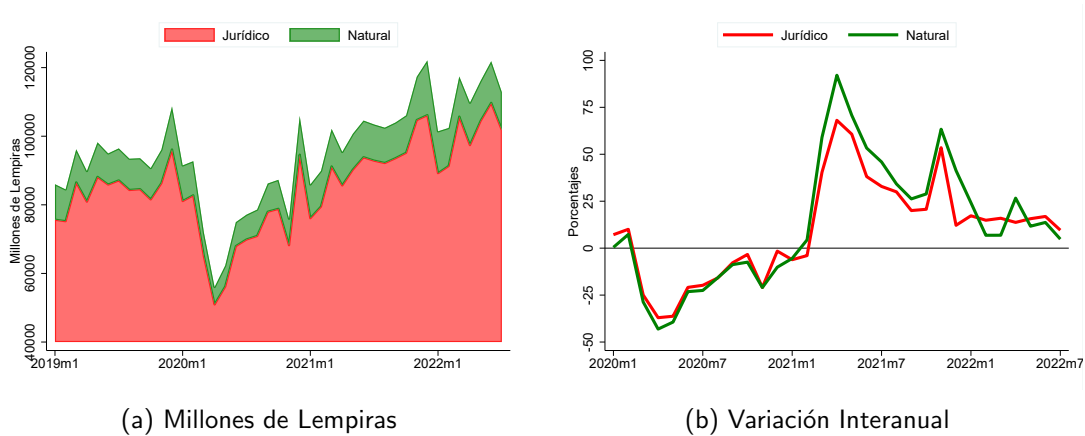 Jurídico Natural
Millones de Lempiras
120000
100000
80000
60000
40000
2019m1 2020m1 2021m1 2022m1
(a) Millones de Lempiras
Jurídico Natural
Porcentajes
100
75
50
25
0
-25
-50
2020m1 2020m7 2021m1 2021m7 2022m1 2022m7
(b) Variación Interanual